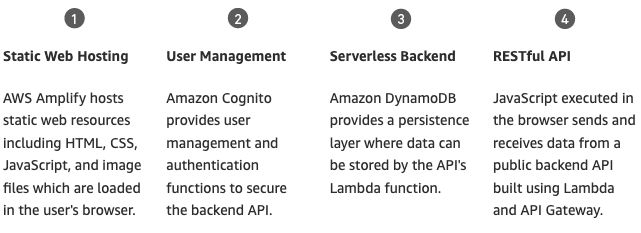 1
Static Web Hosting
AWS Amplify hosts
static web resources
including HTML, CSS,
JavaScript, and image
files which are loaded
in the user's browser.
2
User Management
Amazon Cognito
provides user
management and
authentication
functions to secure
the backend API.
3
Serverless Backend
Amazon DynamoDB
provides a persistence
layer where data can
be stored by the API's
Lambda function.
4
RESTful API
JavaScript executed in
the browser sends and
receives data from a
public backend API
built using Lambda
and API Gateway.